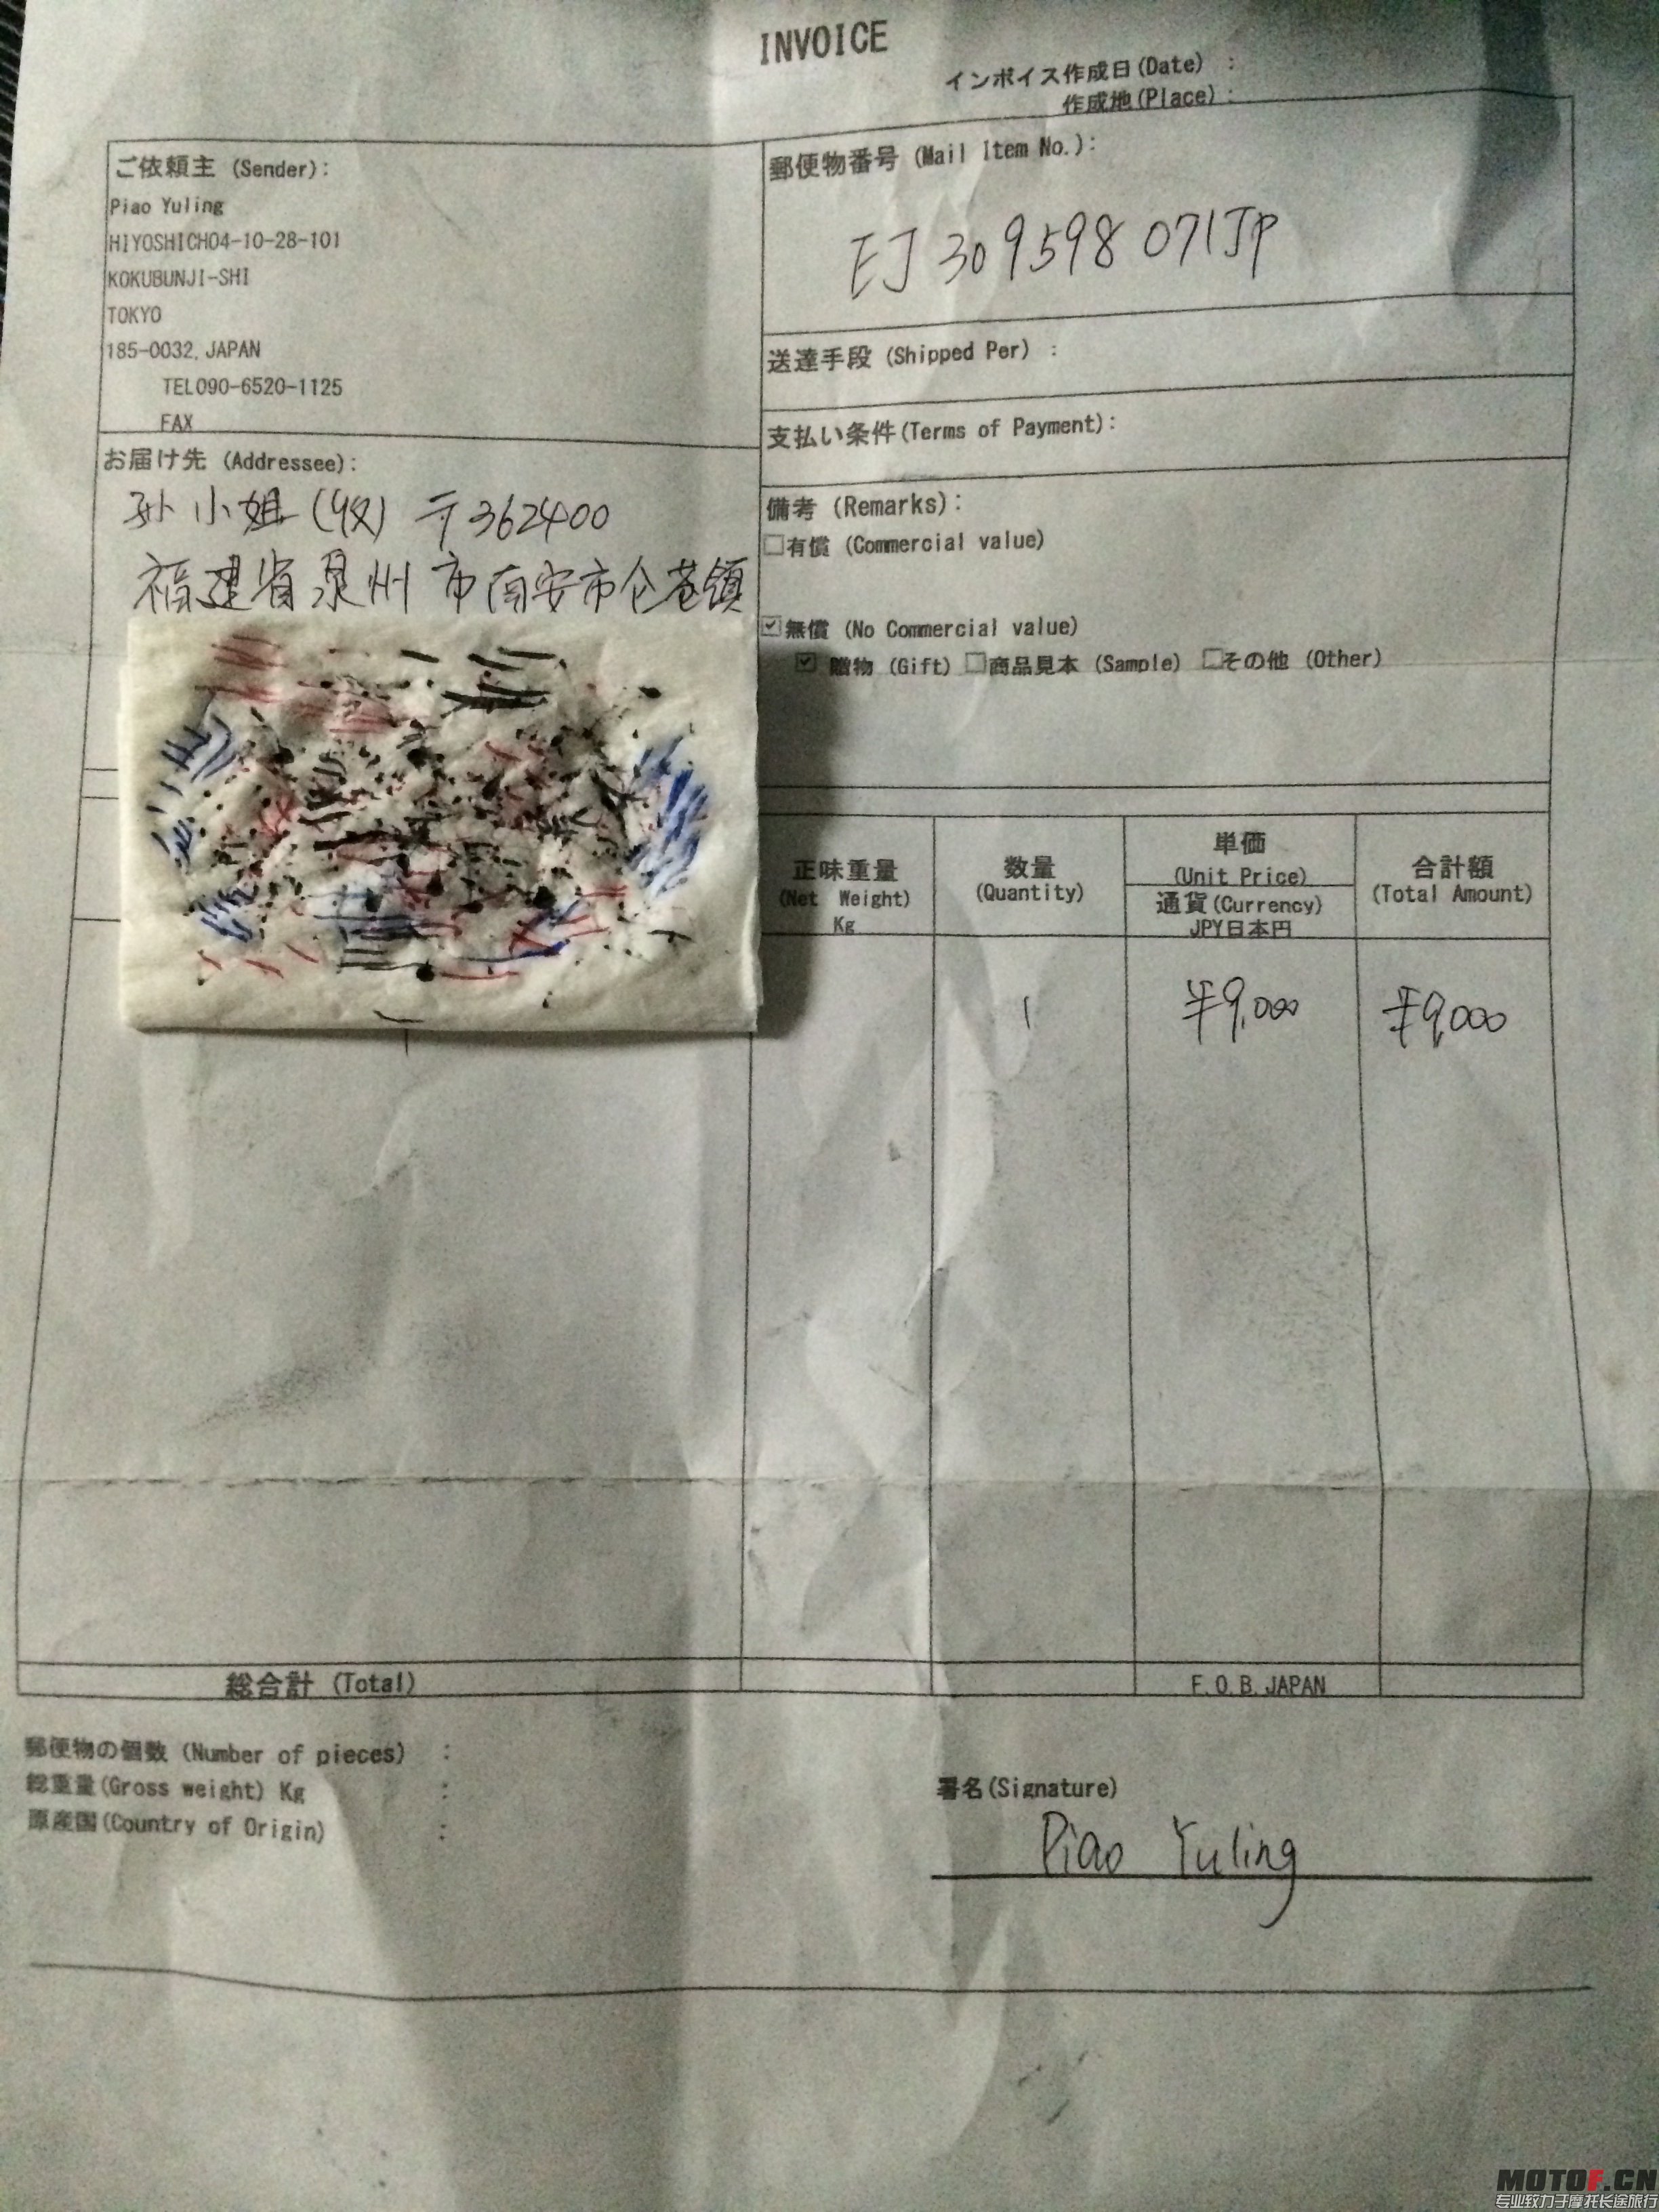 INVOICE
インボイス作成日(Date) :
作成地(Place) :
ご依頼主 (Sender):
Piao Yuling
HIYOSHICHO4-10-28-101
KOKUBUNJI-SHI
TOKYO
185-0032, JAPAN
TEL090-6520-1125
FAX
郵便物番号 (Mail Item No.):
EJ 309598071JP
送達手段 (Shipped Per) :
支払い条件(Terms of Payment):
お届け先 (Addressee):
孙小姐(收) 〒362400
福建省泉州市南安市仑苍镇
備考 (Remarks):
□有償 (Commercial value)
☑無償 (No Commercial value)
☑ 贈物 (Gift) □商品見本 (Sample) □その他 (Other)
正味重量
(Net Weight)
Kg
数量
(Quantity)
単価
(Unit Price)
通貨(Currency)
JPY日本円
合計額
(Total Amount)
1 ¥9,000 ¥9,000
総合計 (Total)
F.O.B. JAPAN
郵便物の個数 (Number of pieces) :
総重量(Gross weight) Kg :
原産国(Country of Origin) :
署名(Signature)
Piao Yuling
MOTOF.CN
专业致力于摩托长途旅行